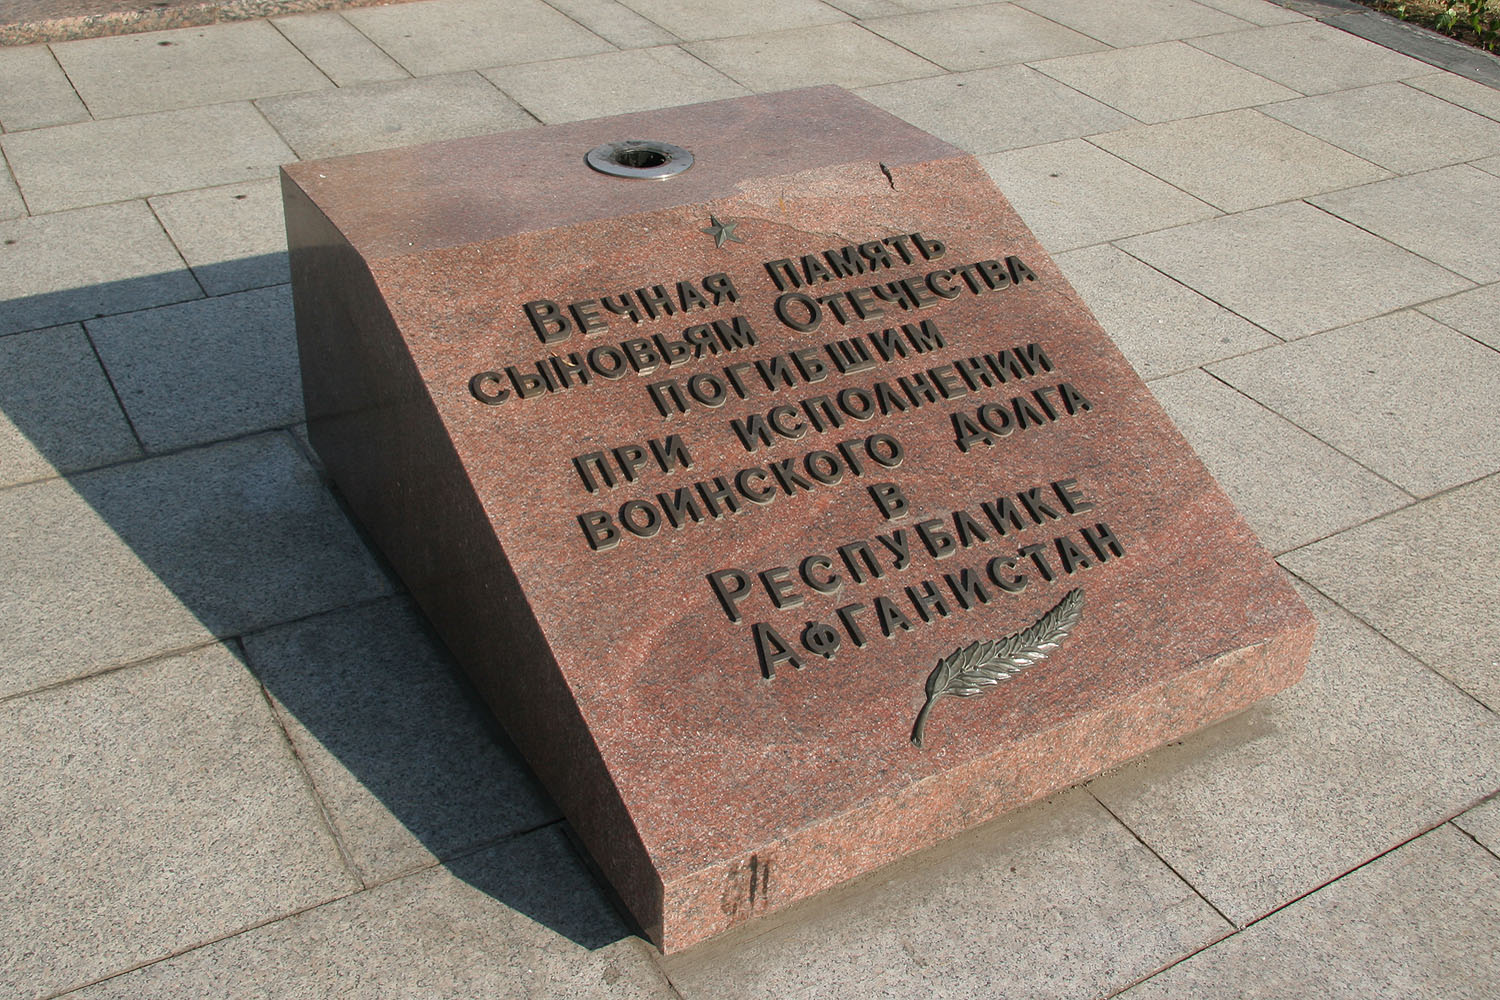 Вечная память
сыновьям Отечества
погибшим
при исполнении
воинского долга
в
Республике
Афганистан